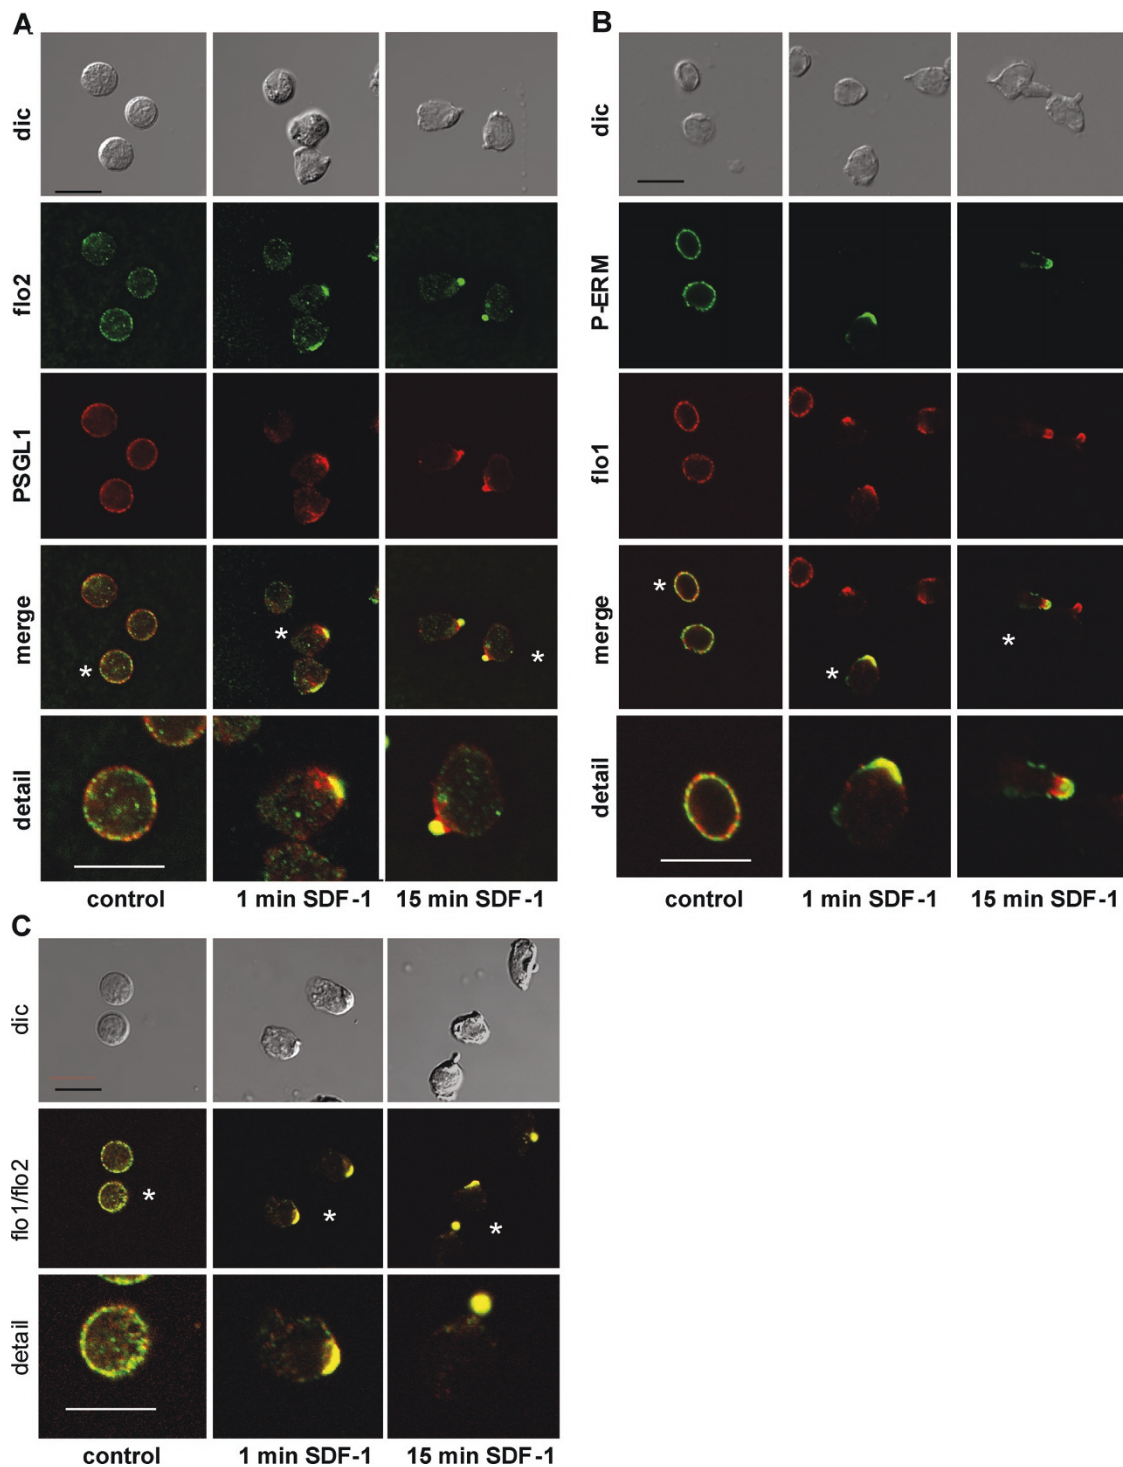 A
dic
flo2
PSGL1
merge
*
*
*
detail
control
1 min SDF-1
15 min SDF-1
B
dic
P-ERM
flo1
merge
*
*
*
detail
control
1 min SDF-1
15 min SDF-1
C
dic
flo1/flo2
*
*
*
detail
control
1 min SDF-1
15 min SDF-1